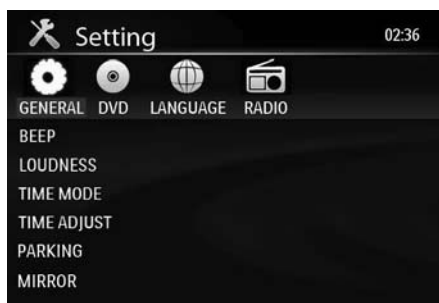 Setting 02:36
GENERAL DVD LANGUAGE RADIO
BEEP
LOUDNESS
TIME MODE
TIME ADJUST
PARKING
MIRROR